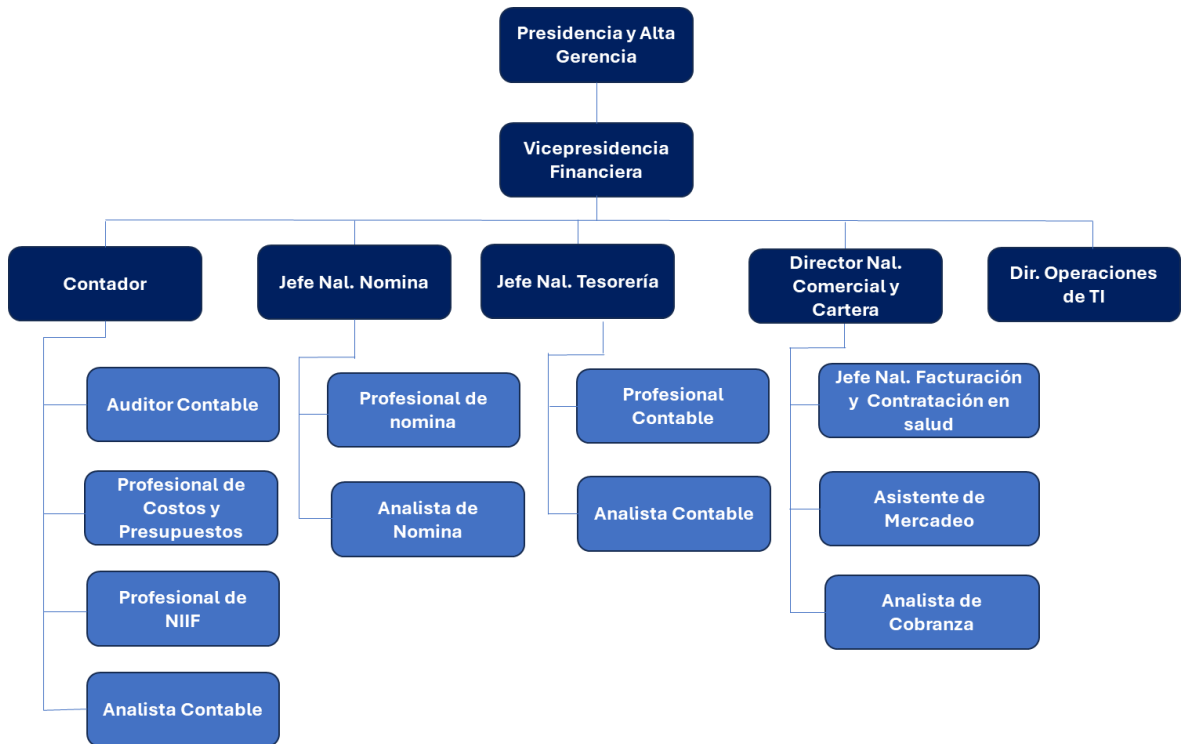 Presidencia y Alta
Gerencia
Vicepresidencia
Financiera
Contador
Jefe Nal. Nomina
Jefe Nal. Tesorería
Director Nal.
Comercial y
Cartera
Dir. Operaciones
de TI
Auditor Contable
Profesional de
Costos y
Presupuestos
Profesional de
NIIF
Analista Contable
Profesional de
nomina
Analista de
Nomina
Profesional
Contable
Analista Contable
Jefe Nal. Facturación
y Contratación en
salud
Asistente de
Mercadeo
Analista de
Cobranza